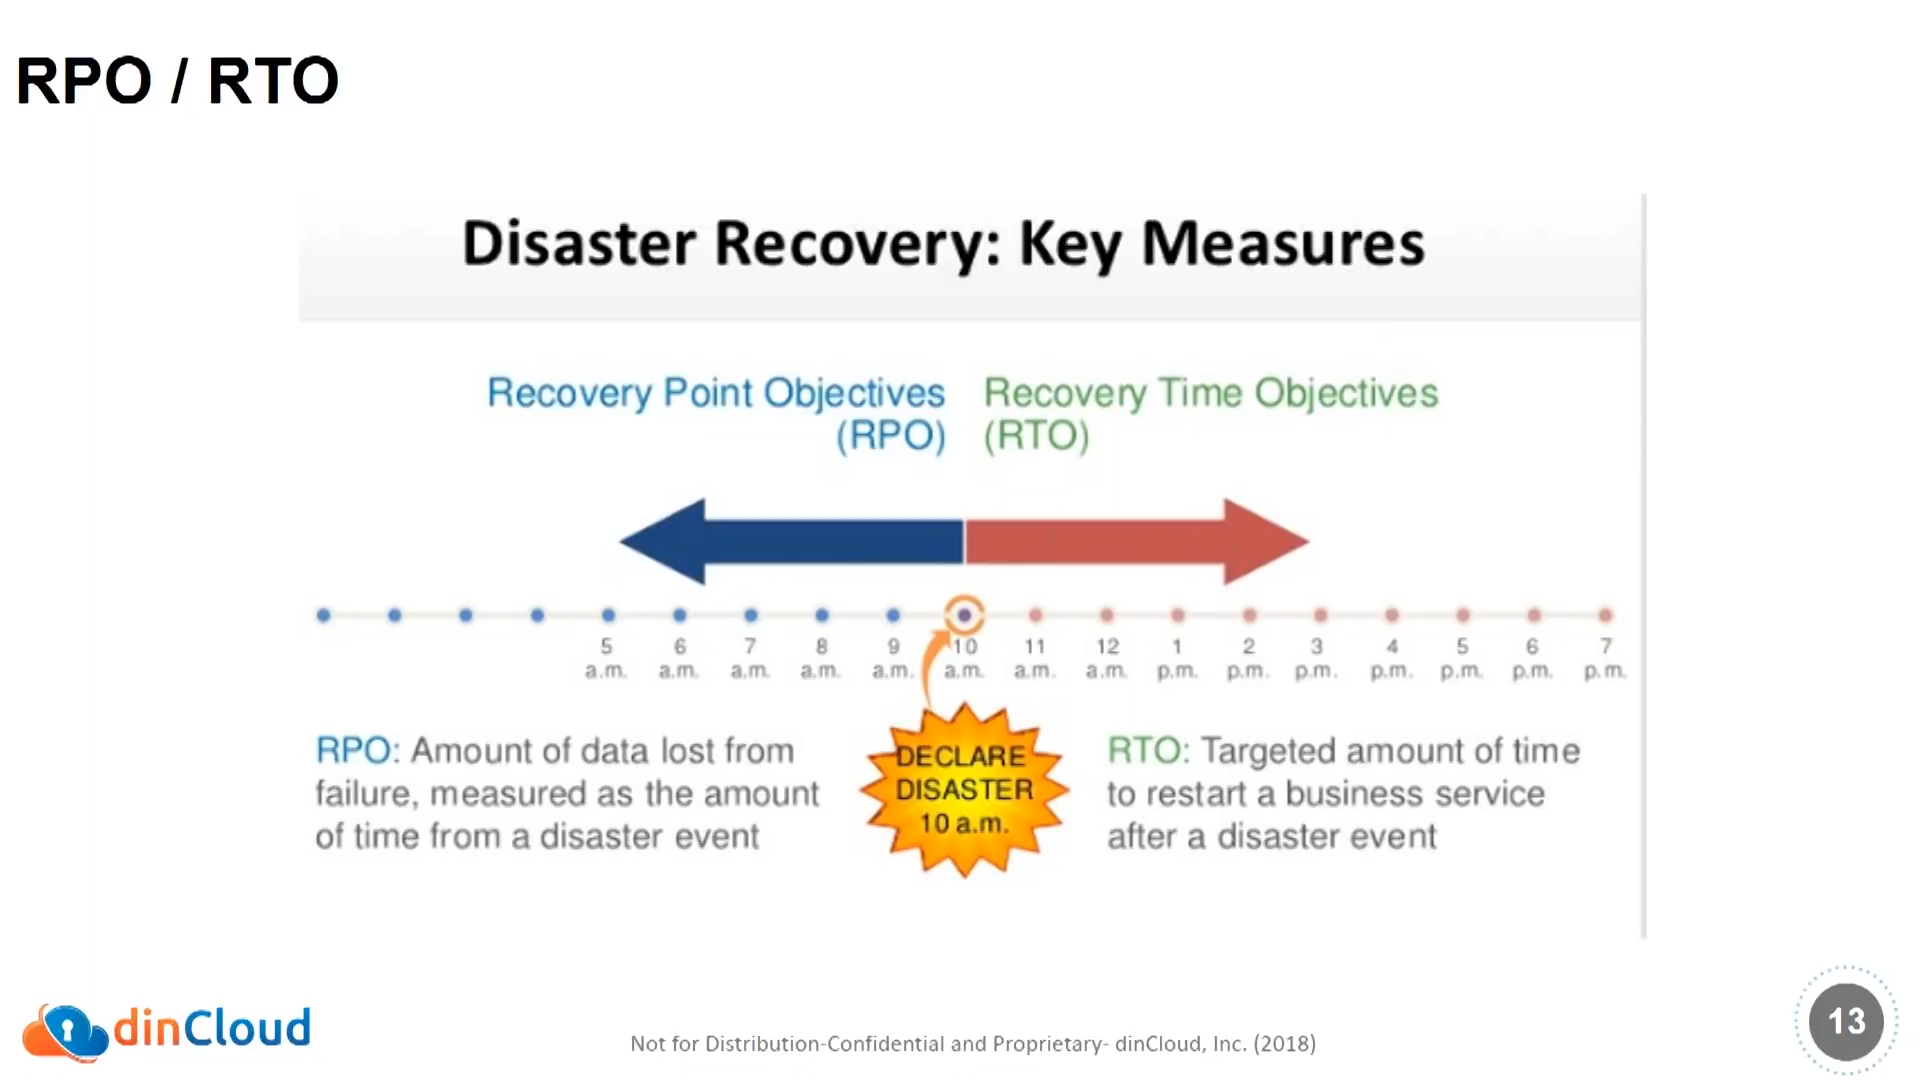 RPO / RTO
Disaster Recovery: Key Measures
Recovery Point Objectives
(RPO)
Recovery Time Objectives
(RTO)
5 6 7 8 9 10 11 12 1 2 3 4 5 6 7
a.m. a.m. a.m. a.m. a.m. a.m. a.m. a.m. p.m. p.m. p.m. p.m. p.m. p.m. p.m.
RPO: Amount of data lost from
failure, measured as the amount
of time from a disaster event
DECLARE
DISASTER
10 a.m.
RTO: Targeted amount of time
to restart a business service
after a disaster event
dinCloud
Not for Distribution-Confidential and Proprietary- dinCloud, Inc. (2018)
13